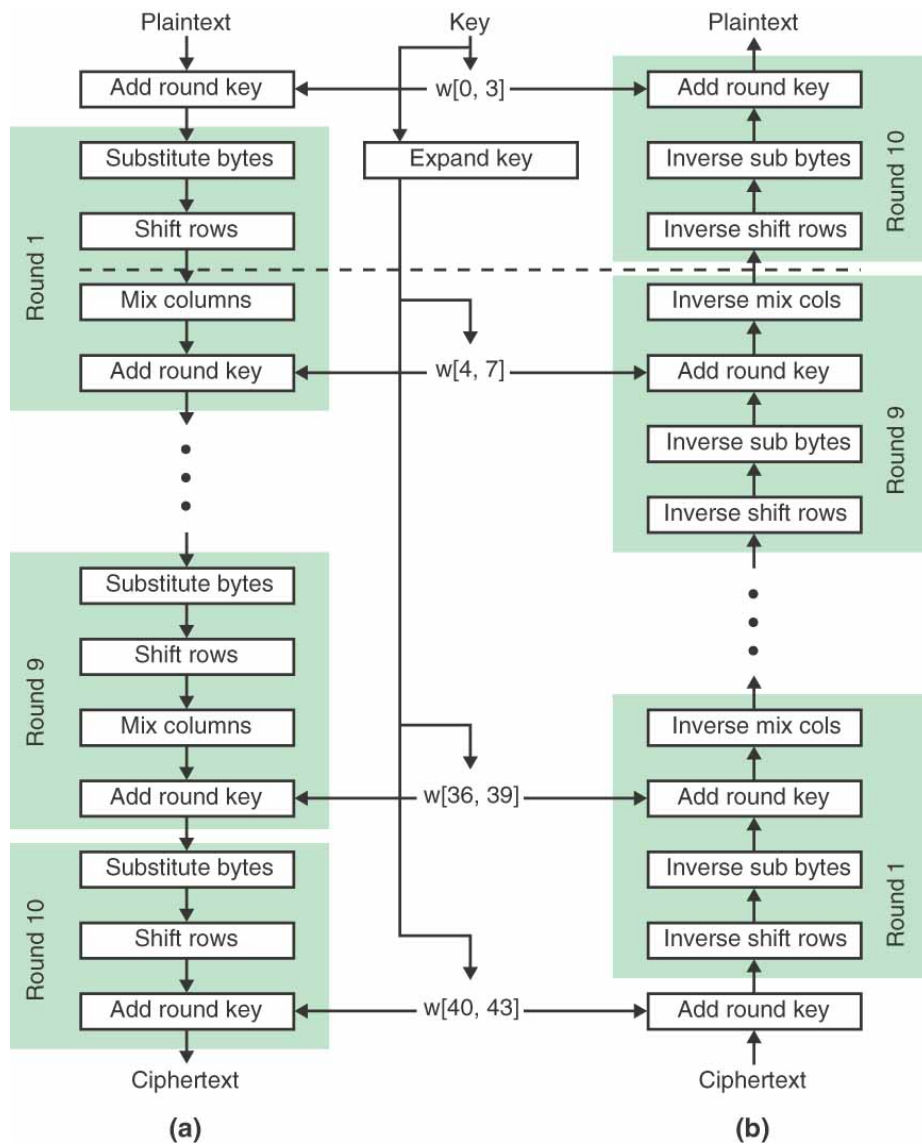 Plaintext
Add round key
Round 1
Substitute bytes
Shift rows
Mix columns
Add round key
Round 9
Substitute bytes
Shift rows
Mix columns
Add round key
Round 10
Substitute bytes
Shift rows
Add round key
Ciphertext
(a)
Key
w[0, 3]
Expand key
w[4, 7]
w[36, 39]
w[40, 43]
Plaintext
Add round key
Inverse sub bytes
Inverse shift rows
Round 10
Inverse mix cols
Add round key
Inverse sub bytes
Inverse shift rows
Round 9
Inverse mix cols
Add round key
Inverse sub bytes
Inverse shift rows
Round 1
Add round key
Ciphertext
(b)